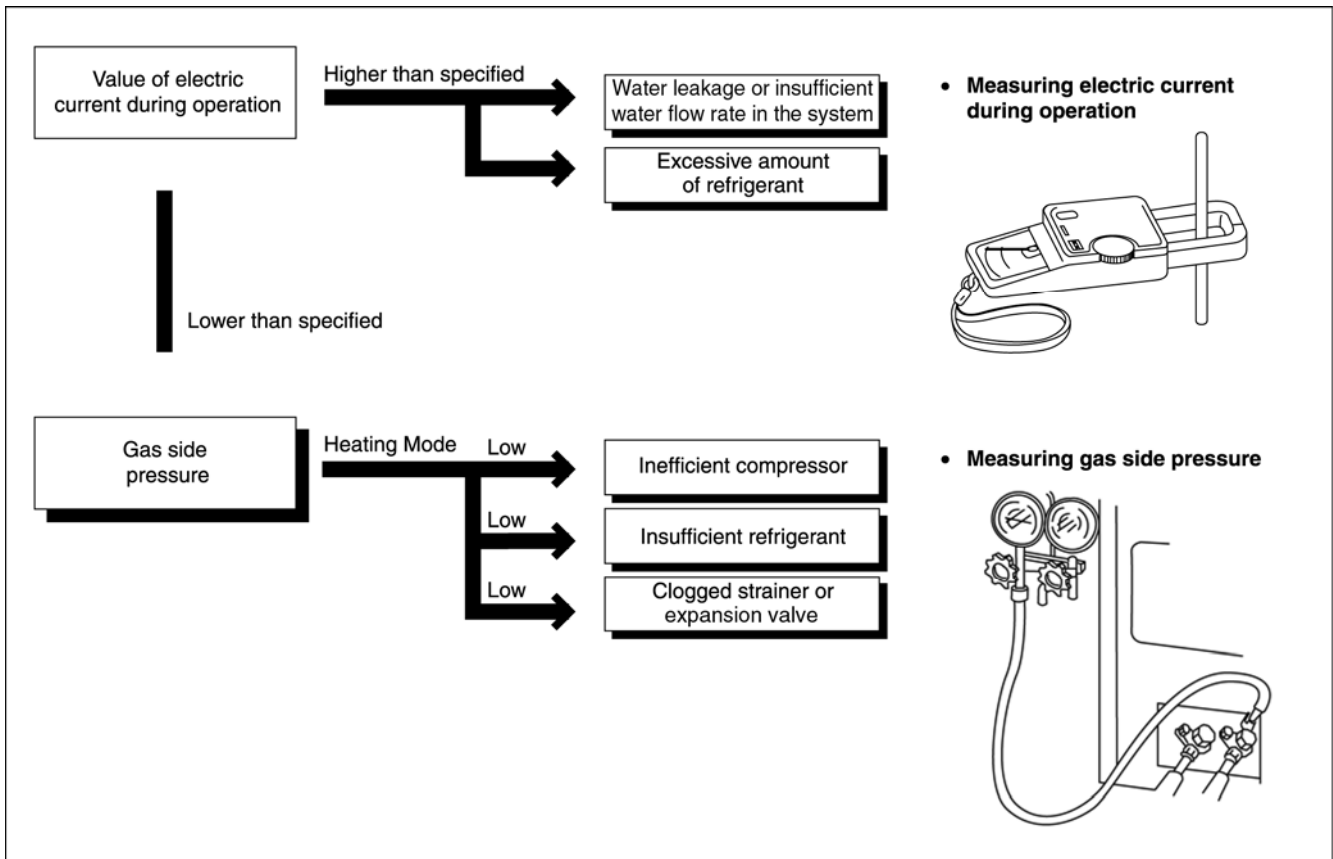 Value of electric
current during operation
Higher than specified
Water leakage or insufficient
water flow rate in the system
Excessive amount
of refrigerant
• Measuring electric current
during operation
Lower than specified
Gas side
pressure
Heating Mode
Low
Inefficient compressor
Low
Insufficient refrigerant
Low
Clogged strainer or
expansion valve
• Measuring gas side pressure